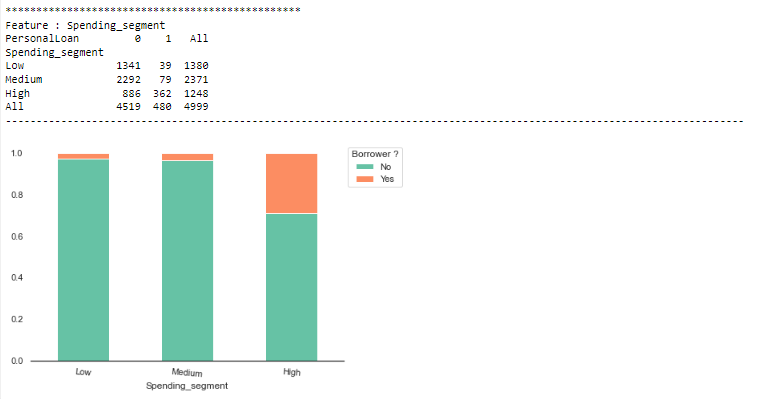 ************************************************
Feature : Spending_segment
PersonalLoan 0 1 All
Spending_segment
Low 1341 39 1380
Medium 2292 79 2371
High 886 362 1248
All 4519 480 4999
------------------------------------------------------------------------------------------------------------------------
Borrower ?
No
Yes
1.0
0.8
0.6
0.4
0.2
0.0
Low Medium High
Spending_segment